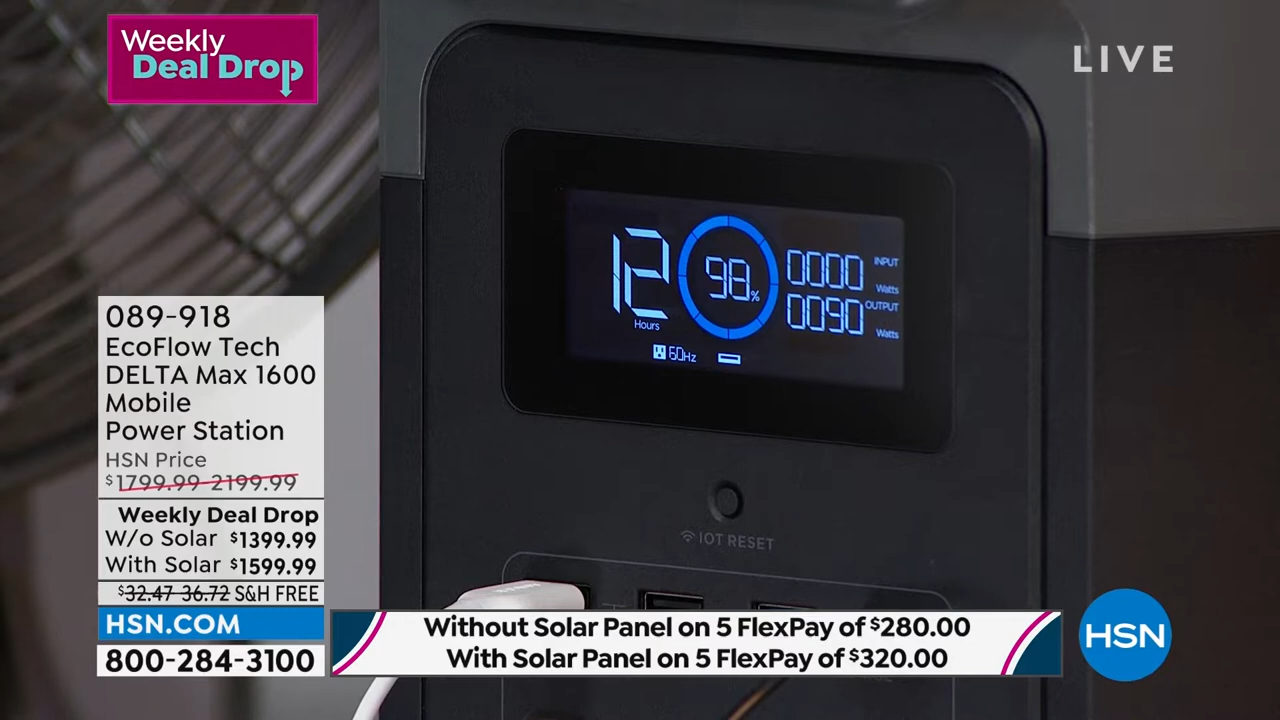 Weekly
Deal Drop
LIVE
12
Hours
98%
0000
INPUT
Watts
0090
OUTPUT
Watts
60Hz
IOT RESET
089-918
EcoFlow Tech
DELTA Max 1600
Mobile
Power Station
HSN Price
$1799.99-2199.99
Weekly Deal Drop
W/o Solar $1399.99
With Solar $1599.99
$32.47-36.72 S&H FREE
HSN.COM
800-284-3100
Without Solar Panel on 5 FlexPay of $280.00
With Solar Panel on 5 FlexPay of $320.00
HSN